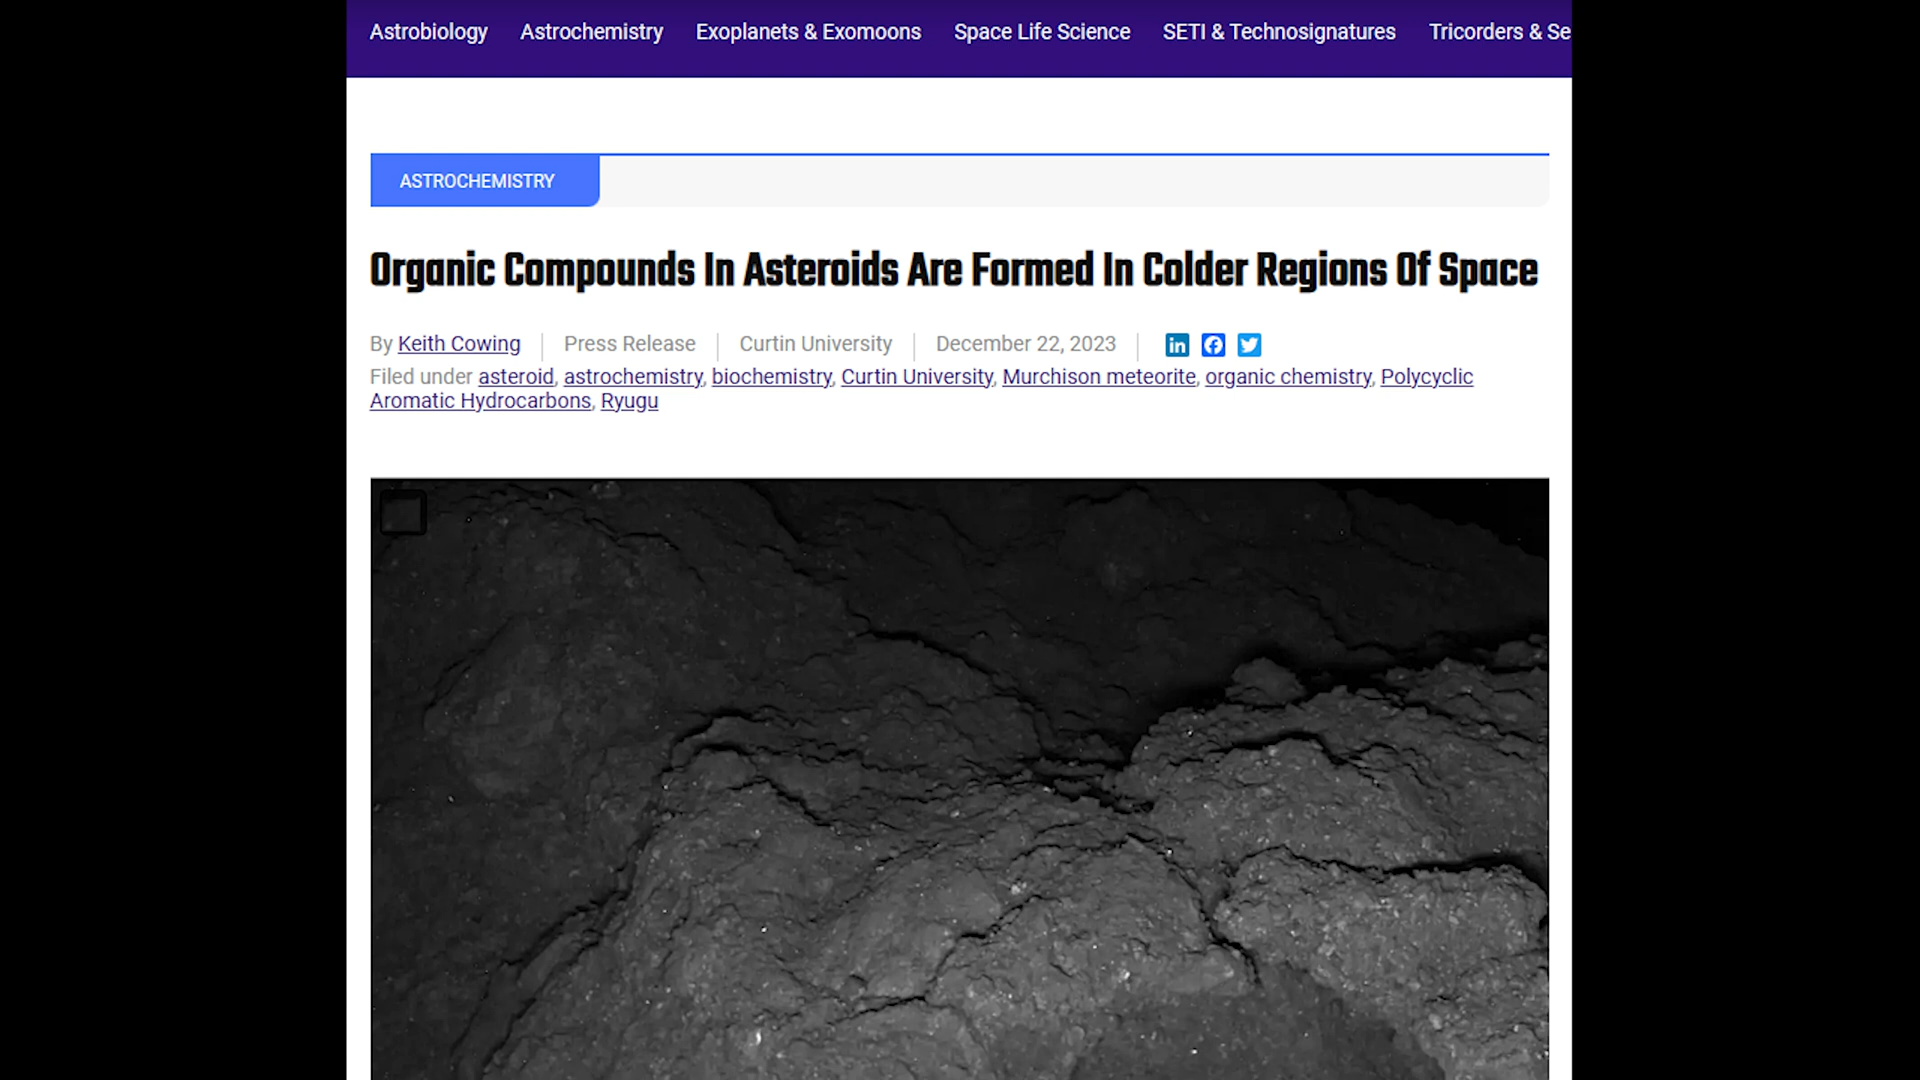 Astrobiology Astrochemistry Exoplanets & Exomoons Space Life Science SETI & Technosignatures Tricorders & Se
ASTROCHEMISTRY
Organic Compounds In Asteroids Are Formed In Colder Regions Of Space
By Keith Cowing | Press Release | Curtin University | December 22, 2023 |
Filed under asteroid, astrochemistry, biochemistry, Curtin University, Murchison meteorite, organic chemistry, Polycyclic
Aromatic Hydrocarbons, Ryugu